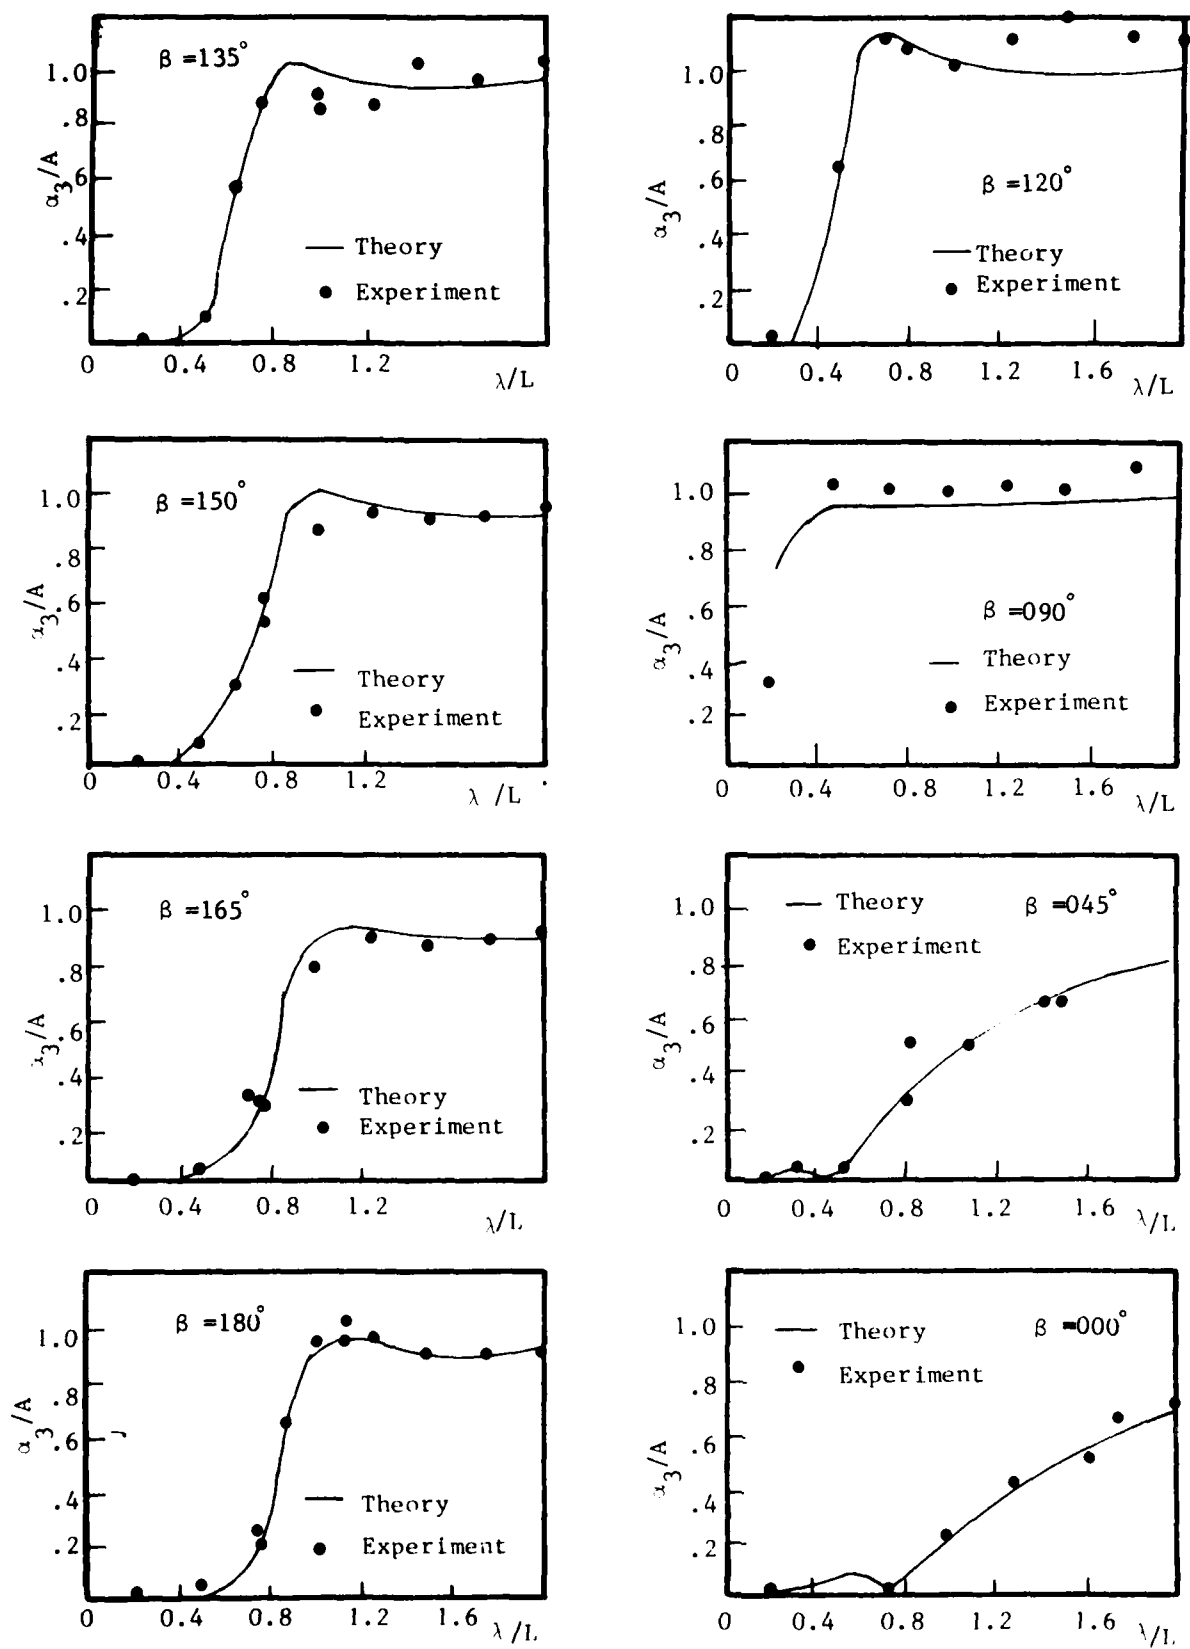 β =135°
1.0
.8
.6
.4
.2
α₃/A
Theory
Experiment
0 0.4 0.8 1.2
λ/L
β =120°
1.0
.8
.6
.4
.2
α₃/A
Theory
Experiment
0 0.4 0.8 1.2 1.6
λ/L
β =150°
1.0
.8
.6
.4
.2
α₃/A
Theory
Experiment
0 0.4 0.8 1.2
λ /L
β =090°
1.0
.8
.6
.4
.2
α₃/A
Theory
Experiment
0 0.4 0.8 1.2 1.6
λ/L
β =165°
1.0
.8
.6
.4
.2
α₃/A
Theory
Experiment
0 0.4 0.8 1.2
λ/L
β =045°
1.0
.8
.6
.4
.2
α₃/A
Theory
Experiment
0 0.4 0.8 1.2 1.6
λ/L
β =180°
1.0
.8
.6
.4
.2
α₃/A
Theory
Experiment
0 0.4 0.8 1.2 1.6
λ/L
β =000°
1.0
.8
.6
.4
.2
α₃/A
Theory
Experiment
0 0.4 0.8 1.2 1.6
λ/L